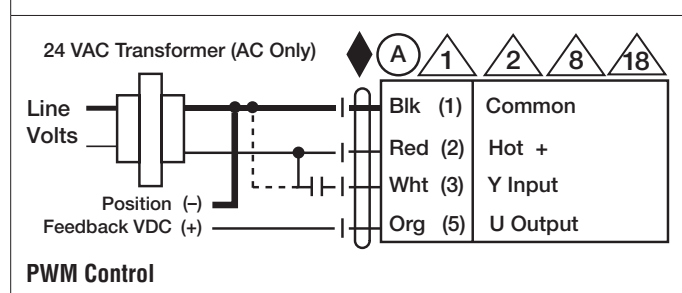 24 VAC Transformer (AC Only)
A 1 2 8 18
Line
Volts
Blk (1) Common
Red (2) Hot +
Wht (3) Y Input
Position (–)
Feedback VDC (+)
Org (5) U Output
PWM Control